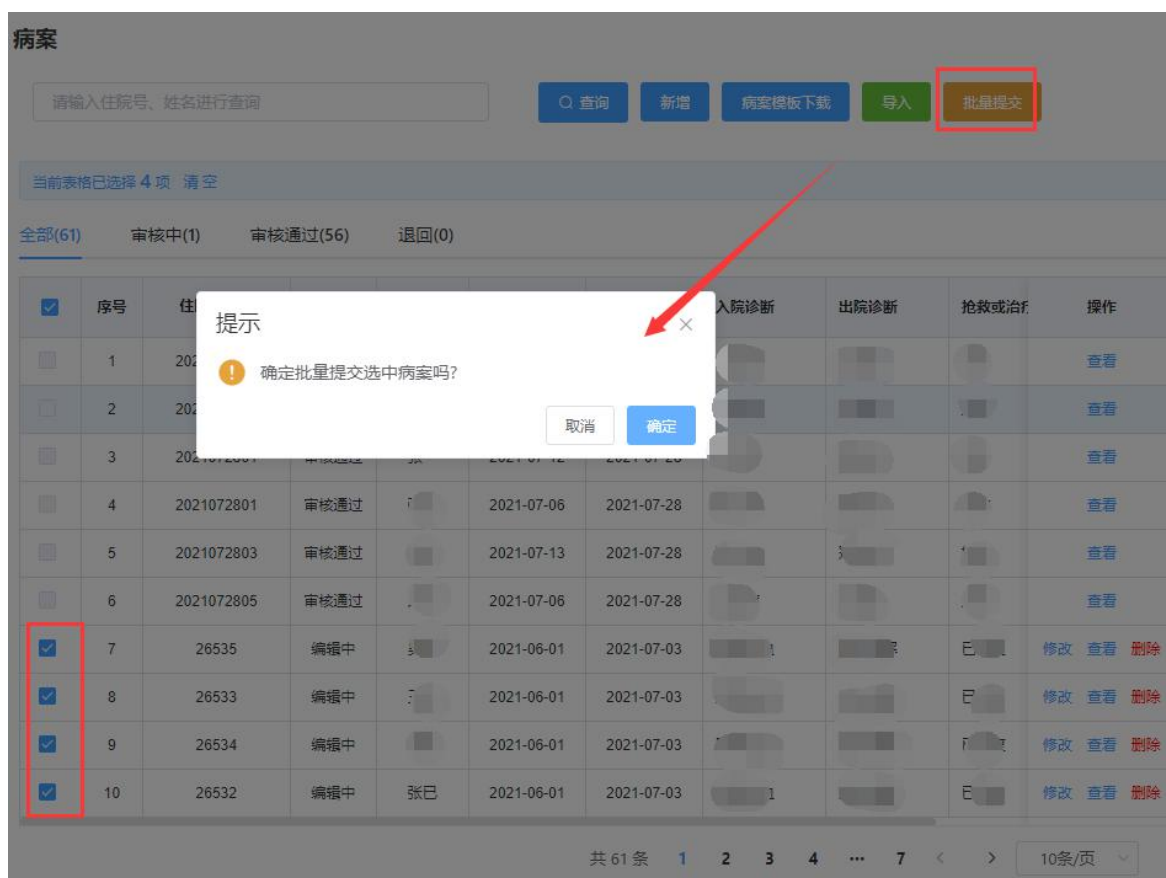 病案
请输入住院号、姓名进行查询 查询 新增 病案模板下载 导入 批量提交
当前表格已选择 4 项 清空
全部(61) 审核中(1) 审核通过(56) 退回(0)
序号 入院诊断 出院诊断 抢救或治疗 操作
提示
确定批量提交选中病案吗?
取消 确定
1 202 查看
2 202 查看
3 查看
4 2021072801 审核通过 2021-07-06 2021-07-28 查看
5 2021072803 审核通过 2021-07-13 2021-07-28 查看
6 2021072805 审核通过 2021-07-06 2021-07-28 查看
7 26535 编辑中 2021-06-01 2021-07-03 修改 查看 删除
8 26533 编辑中 2021-06-01 2021-07-03 修改 查看 删除
9 26534 编辑中 2021-06-01 2021-07-03 修改 查看 删除
10 26532 编辑中 张巳 2021-06-01 2021-07-03 修改 查看 删除
共 61 条 1 2 3 4 ••• 7 < > 10条/页